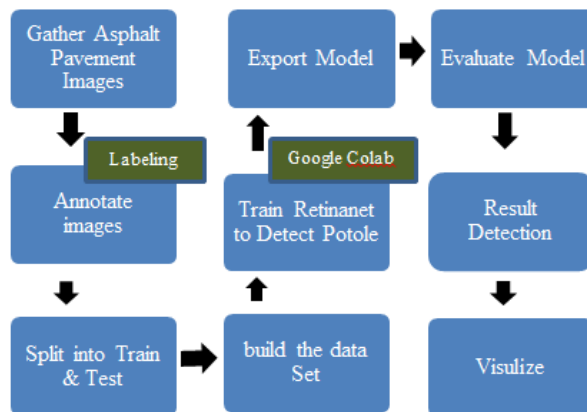 Gather Asphalt
Pavement
Images
Labeling
Annotate
images
Split into Train
& Test
build the data
Set
Train Retinanet
to Detect Potole
Google Colab
Export Model
Evaluate Model
Result
Detection
Visulize